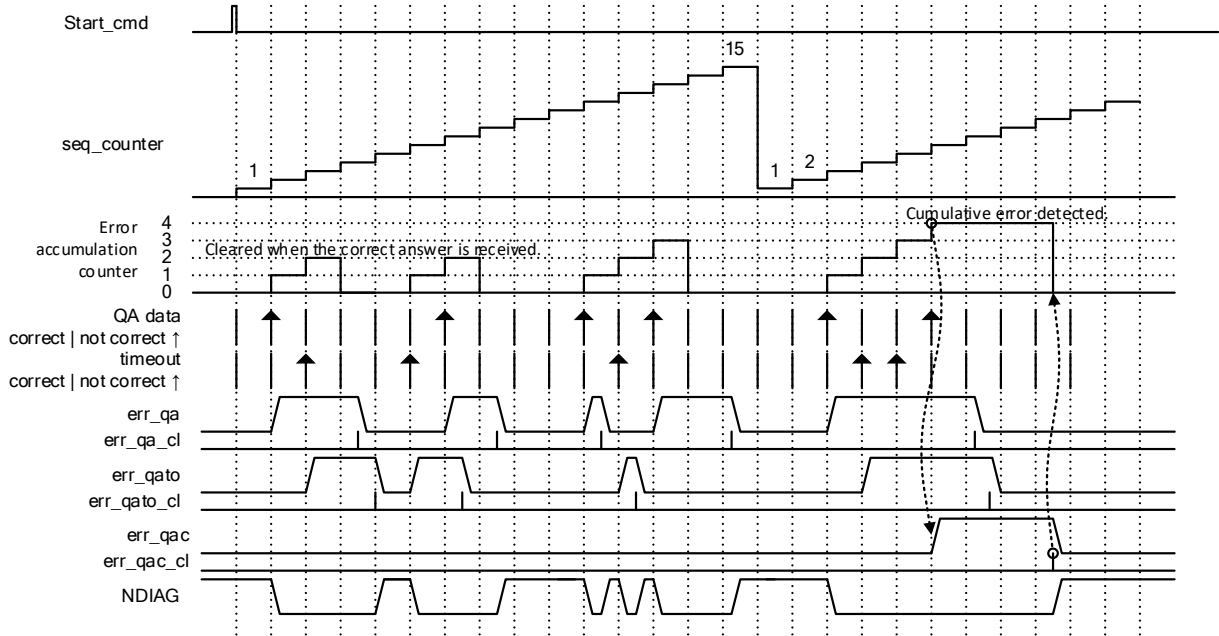 Start_cmd
15
seq_counter
1
1
2
Error
accumulation
counter
4
3
2
1
0
Cumulative error detected.
Cleared when the correct answer is received.
QA data
correct | not correct ↑
timeout
correct | not correct ↑
err_qa
err_qa_cl
err_qato
err_qato_cl
err_qac
err_qac_cl
NDIAG